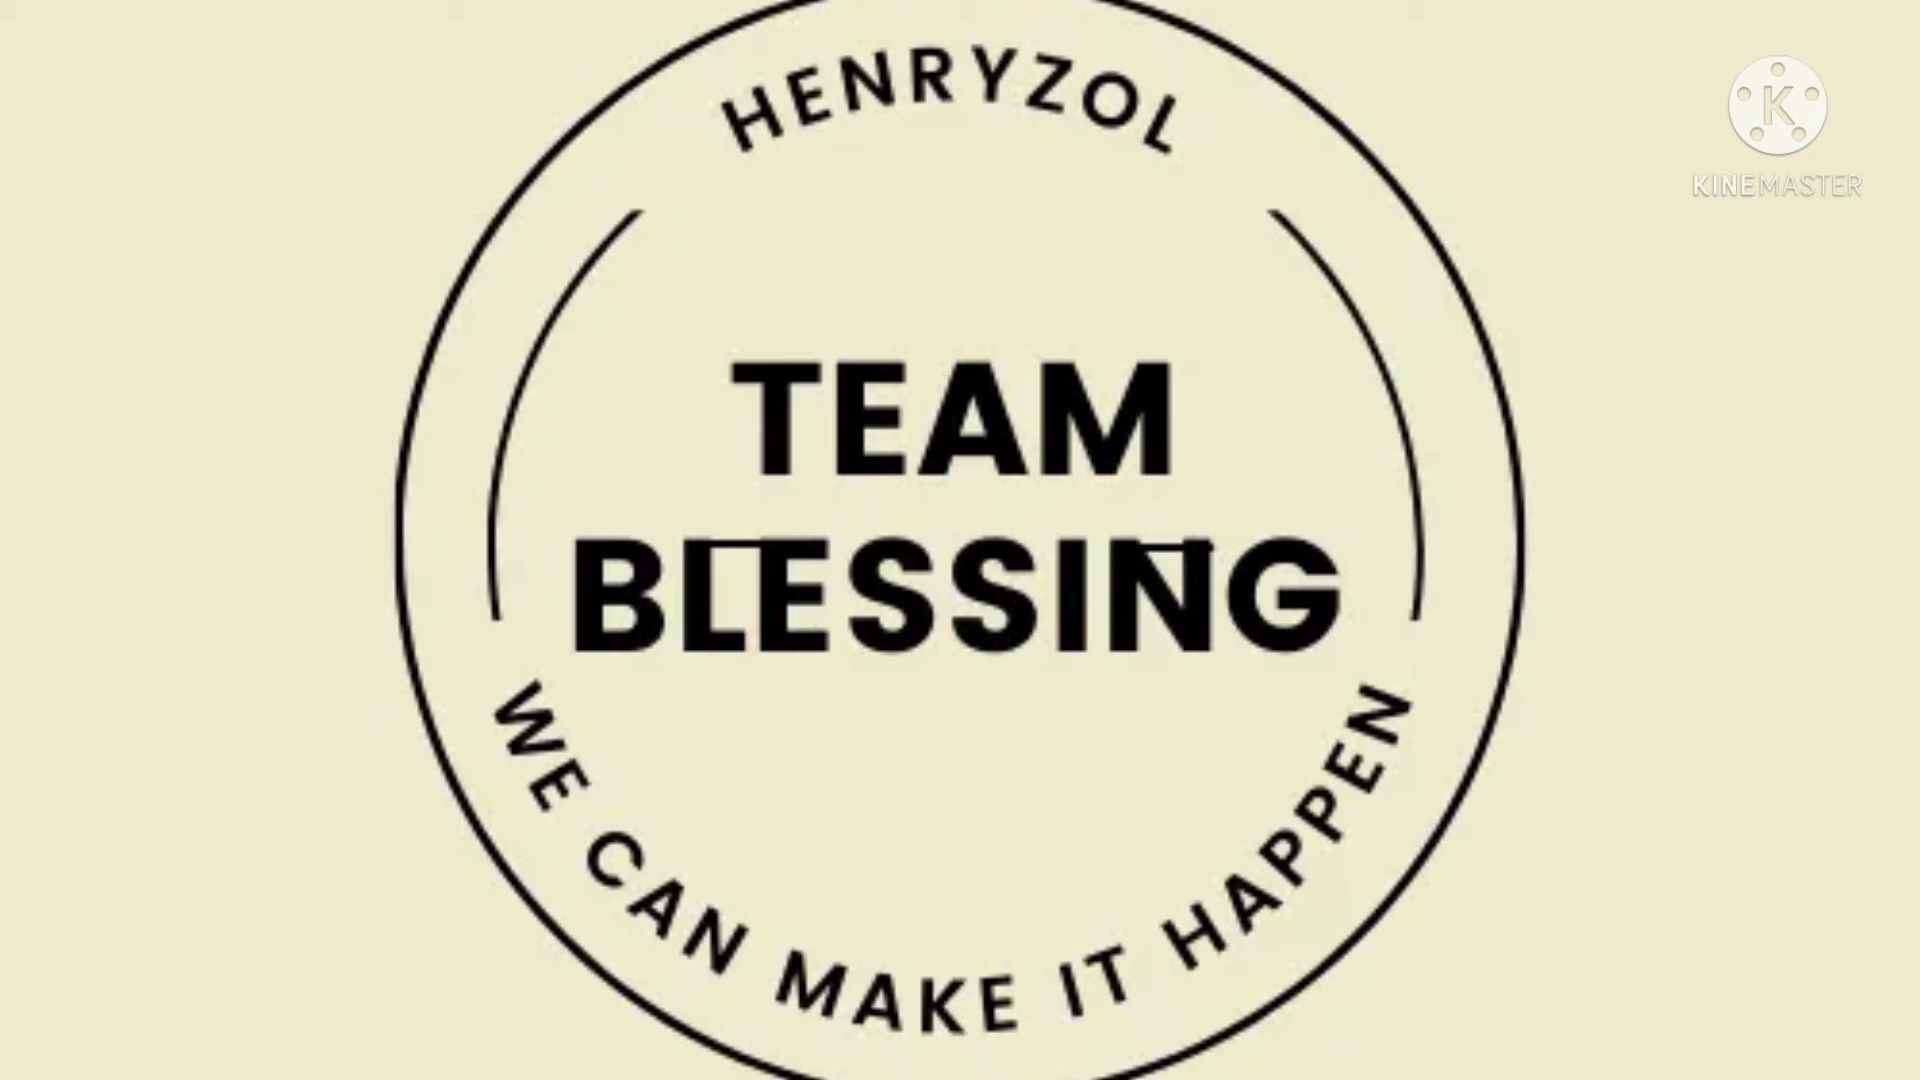 HENRYZOL
KINEMASTER
TEAM
BLESSING
WE CAN MAKE IT HAPPEN